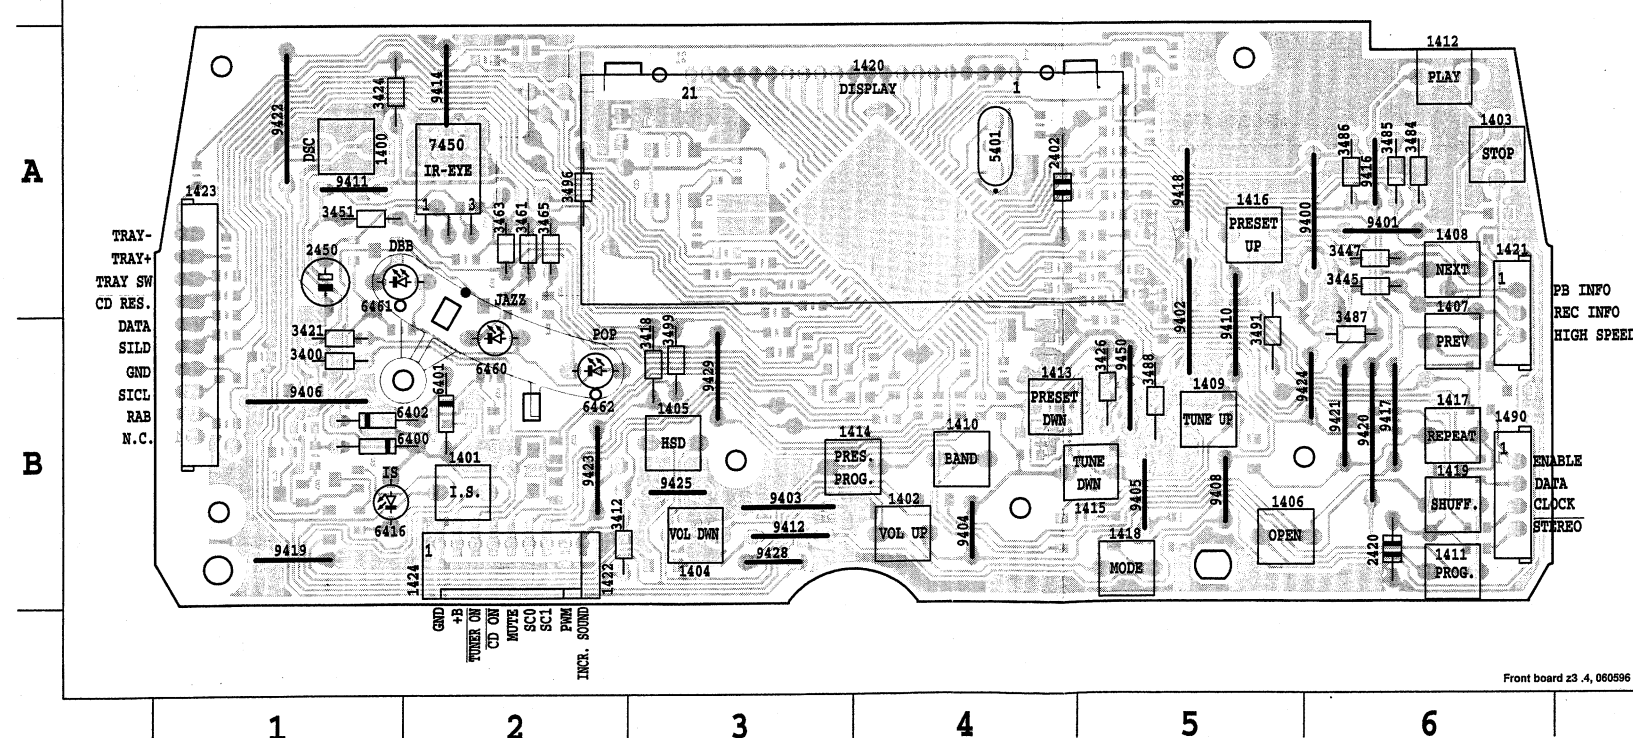 1412
PLAY
1420
DISPLAY
21
1
9422
3424
9414
DSC
1400
7450
IR-EYE
1
3
5401
2402
3486
9416
3485
3484
1403
STOP
A
1423
9411
3451
3496
3463
3461
3465
9418
1416
PRESET
UP
9400
9401
1408
NEXT
1421
1
TRAY-
TRAY+
TRAY SW
CD RES.
DATA
SILD
GND
SICL
RAB
N.C.
2450
DBB
6461
JAZZ
3447
3445
PB INFO
REC INFO
HIGH SPEED
1407
PREV
3421
3400
6460
POP
6462
3418
3499
9429
9402
9410
3491
3487
9406
6401
6402
6400
1405
HSD
3426
9450
3488
1413
PRESET
DWN
1409
TUNE UP
9424
9421
9420
9417
1417
REPEAT
1490
1
B
IS
6416
1401
I.S.
9423
9425
1414
PRES.
PROG.
1410
BAND
TUNE
DWN
1415
9405
9408
1419
SHUFF.
ENABLE
DATA
CLOCK
STEREO
9419
1
1424
1422
3412
VOL DWN
1404
9403
9412
9428
1402
VOL UP
9404
1418
MODE
1406
OPEN
2420
1411
PROG.
GND
+B
TUNER ON
CD ON
MUTE
SC0
SC1
PWM
INCR. SOUND
Front board z3 .4, 060596
1
2
3
4
5
6